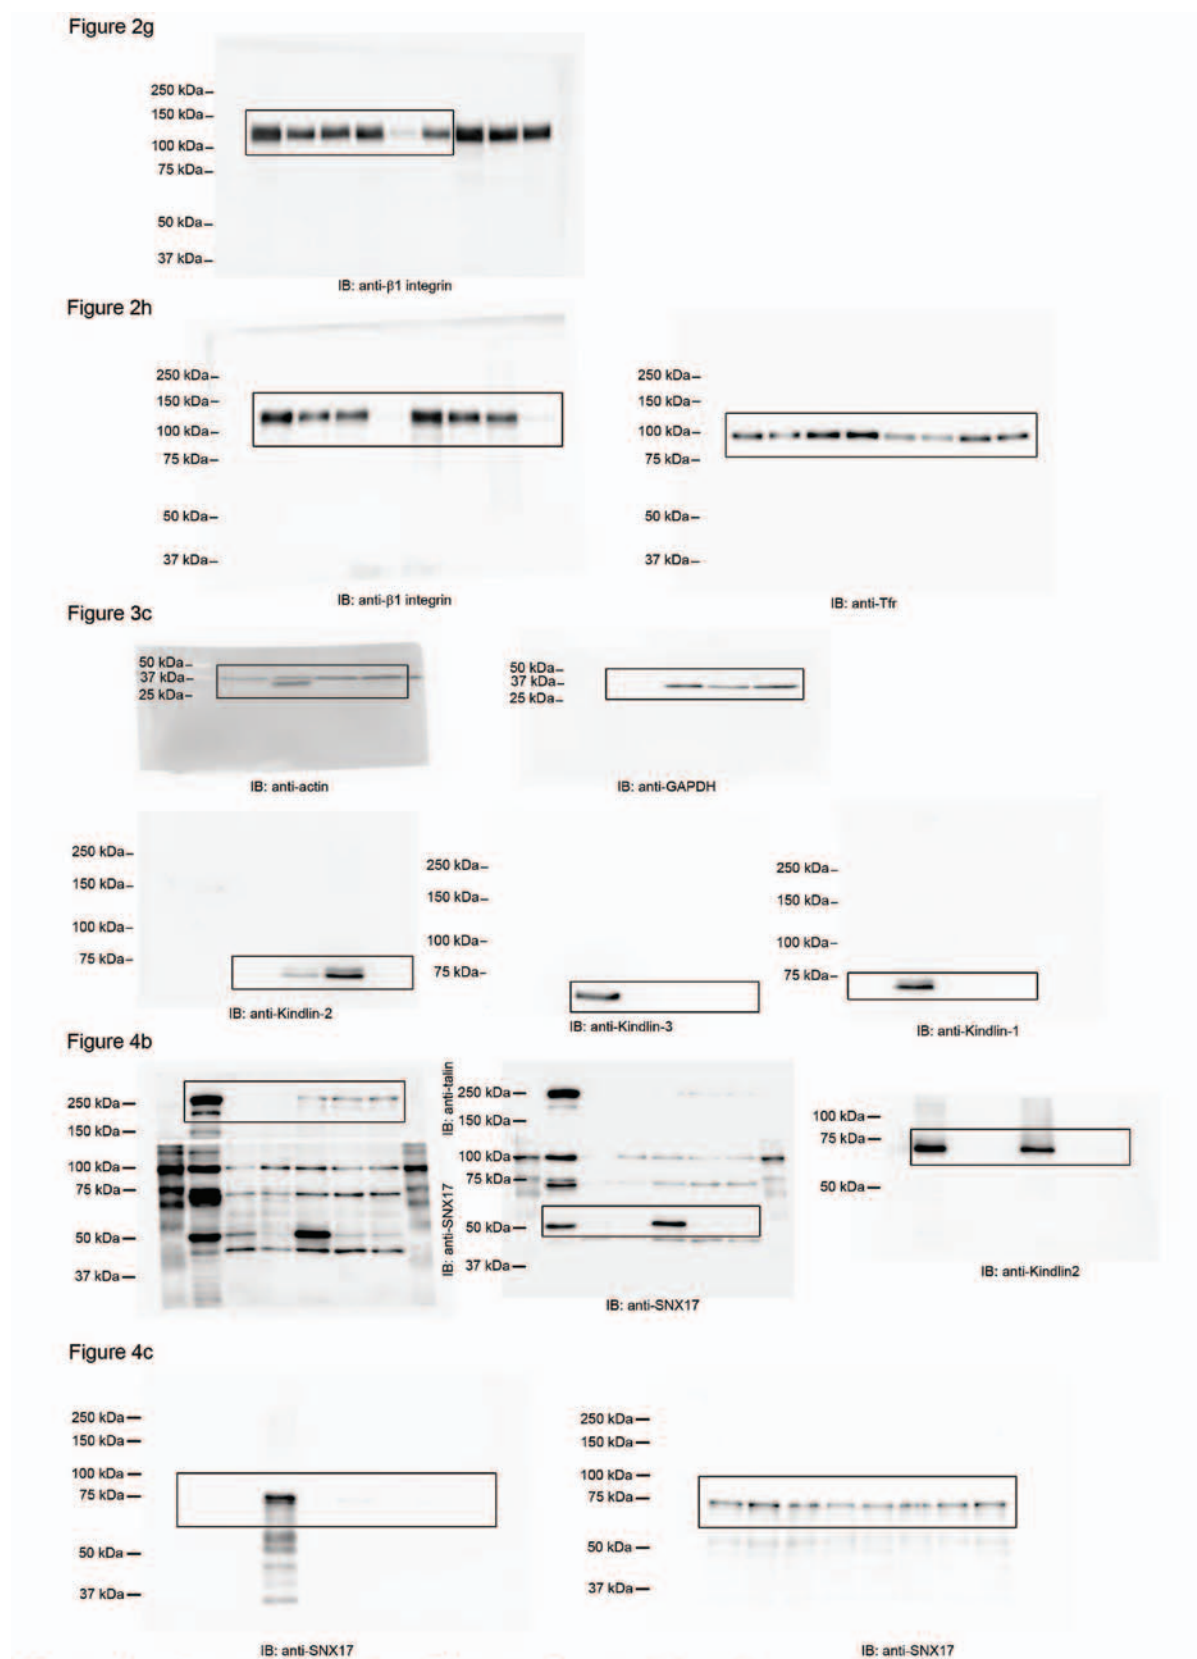 Figure 2g
250 kDa
150 kDa
100 kDa
75 kDa
50 kDa
37 kDa
IB: anti-β1 integrin
Figure 2h
250 kDa
150 kDa
100 kDa
75 kDa
50 kDa
37 kDa
IB: anti-β1 integrin
250 kDa
150 kDa
100 kDa
75 kDa
50 kDa
37 kDa
IB: anti-Tfr
Figure 3c
50 kDa
37 kDa
25 kDa
IB: anti-actin
50 kDa
37 kDa
25 kDa
IB: anti-GAPDH
250 kDa
150 kDa
100 kDa
75 kDa
IB: anti-Kindlin-2
250 kDa
150 kDa
100 kDa
75 kDa
IB: anti-Kindlin-3
250 kDa
150 kDa
100 kDa
75 kDa
IB: anti-Kindlin-1
Figure 4b
250 kDa
150 kDa
100 kDa
75 kDa
50 kDa
37 kDa
IB: anti-talin
IB: anti-SNX17
250 kDa
150 kDa
100 kDa
75 kDa
50 kDa
37 kDa
IB: anti-SNX17
100 kDa
75 kDa
50 kDa
IB: anti-Kindlin2
Figure 4c
250 kDa
150 kDa
100 kDa
75 kDa
50 kDa
37 kDa
IB: anti-SNX17
250 kDa
150 kDa
100 kDa
75 kDa
50 kDa
37 kDa
IB: anti-SNX17